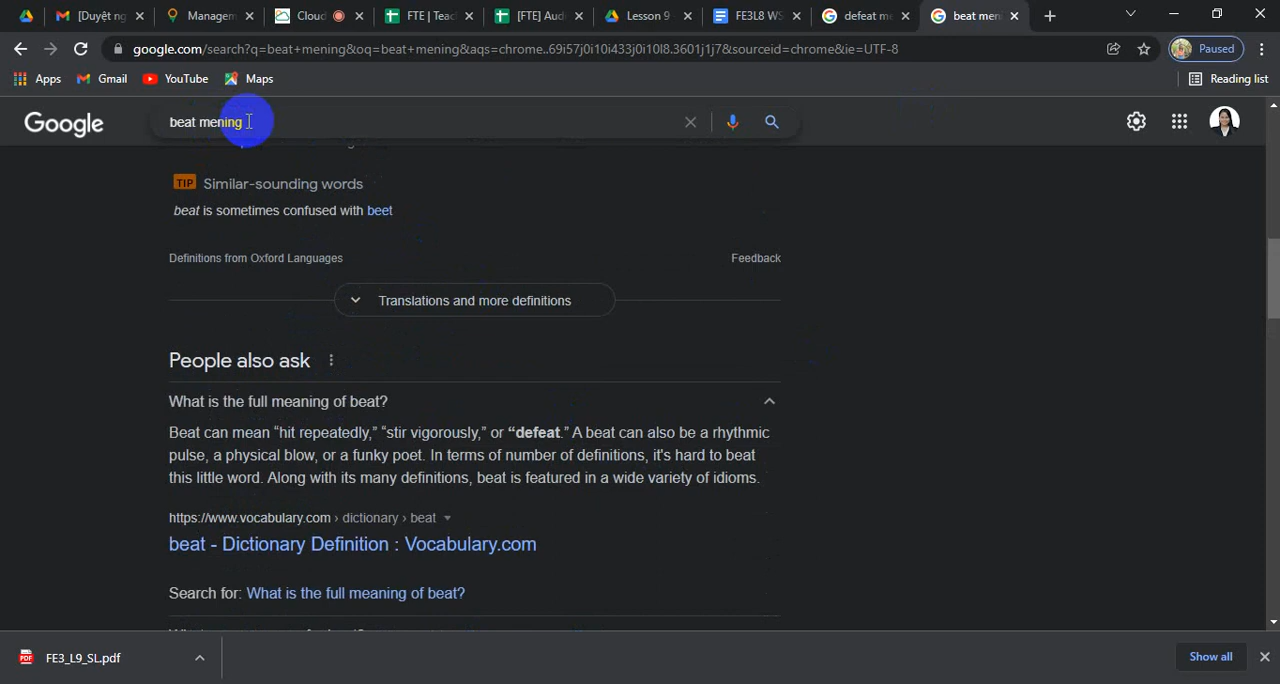 [Duyệt ng
Managem
Cloud
FTE | Teac
[FTE] Aud
Lesson 9 -
FE3L8 WS
defeat me
beat meni
google.com/search?q=beat+mening&oq=beat+mening&aqs=chrome..69i57j0i10i433j0i10l8.3601j1j7&sourceid=chrome&ie=UTF-8
Paused
Apps
Gmail
YouTube
Maps
Reading list
Google
beat mening
TIP Similar-sounding words
beat is sometimes confused with beet
Definitions from Oxford Languages
Feedback
Translations and more definitions
People also ask
What is the full meaning of beat?
Beat can mean “hit repeatedly,” “stir vigorously,” or “defeat.” A beat can also be a rhythmic
pulse, a physical blow, or a funky poet. In terms of number of definitions, it's hard to beat
this little word. Along with its many definitions, beat is featured in a wide variety of idioms.
https://www.vocabulary.com › dictionary › beat
beat - Dictionary Definition : Vocabulary.com
Search for: What is the full meaning of beat?
PDF
FE3_L9_SL.pdf
Show all